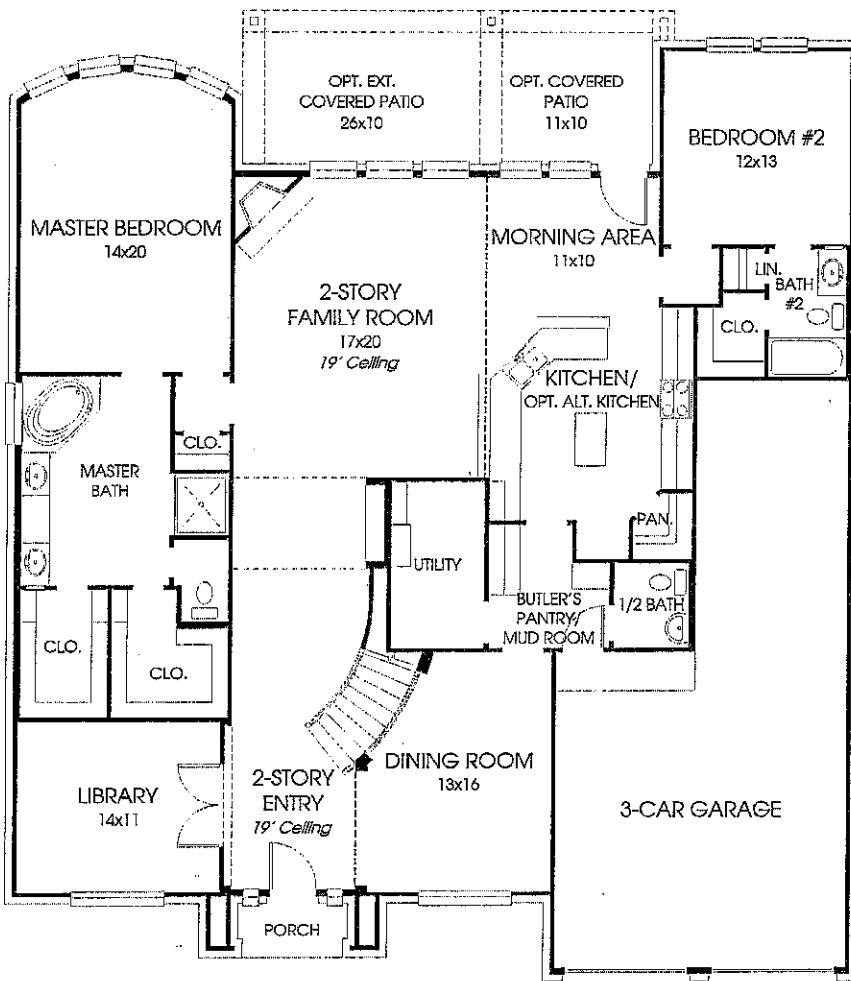 OPT. EXT.
COVERED PATIO
26x10
OPT. COVERED
PATIO
11x10
BEDROOM #2
12x13
MASTER BEDROOM
14x20
MORNING AREA
11x10
LIN.
BATH
#2
CLO.
2-STORY
FAMILY ROOM
17x20
19' Ceiling
KITCHEN/
OPT. ALT. KITCHEN
CLO.
MASTER
BATH
PAN.
UTILITY
BUTLER'S
PANTRY/
MUD ROOM
1/2 BATH
CLO.
CLO.
LIBRARY
14x11
2-STORY
ENTRY
19' Ceiling
DINING ROOM
13x16
3-CAR GARAGE
PORCH